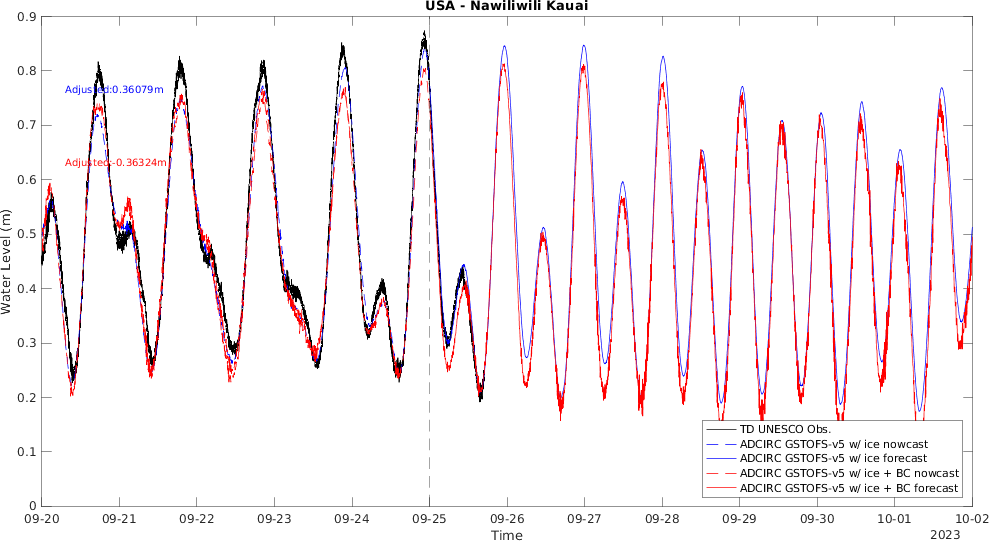 USA - Nawiliwili Kauai
0.9
0.8
0.7
0.6
0.5
0.4
0.3
0.2
0.1
0
Water Level (m)
Adjusted:0.36079m
Adjusted:-0.36324m
TD UNESCO Obs.
ADCIRC GSTOFS-v5 w/ ice nowcast
ADCIRC GSTOFS-v5 w/ ice forecast
ADCIRC GSTOFS-v5 w/ ice + BC nowcast
ADCIRC GSTOFS-v5 w/ ice + BC forecast
09-20 09-21 09-22 09-23 09-24 09-25 09-26 09-27 09-28 09-29 09-30 10-01 10-02
Time
2023